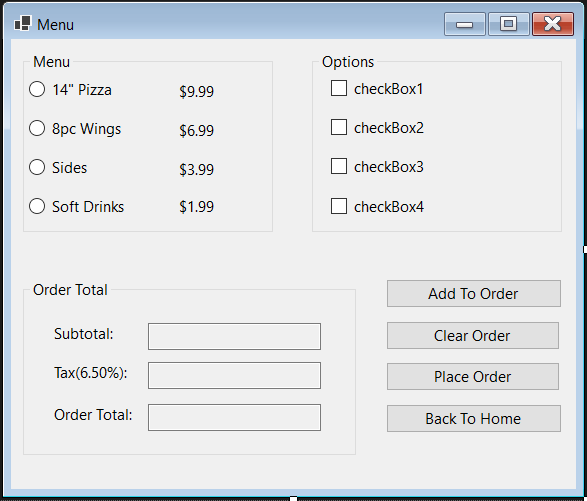 Menu
Menu
14" Pizza $9.99
8pc Wings $6.99
Sides $3.99
Soft Drinks $1.99
Options
checkBox1
checkBox2
checkBox3
checkBox4
Order Total
Subtotal:
Tax(6.50%):
Order Total:
Add To Order
Clear Order
Place Order
Back To Home